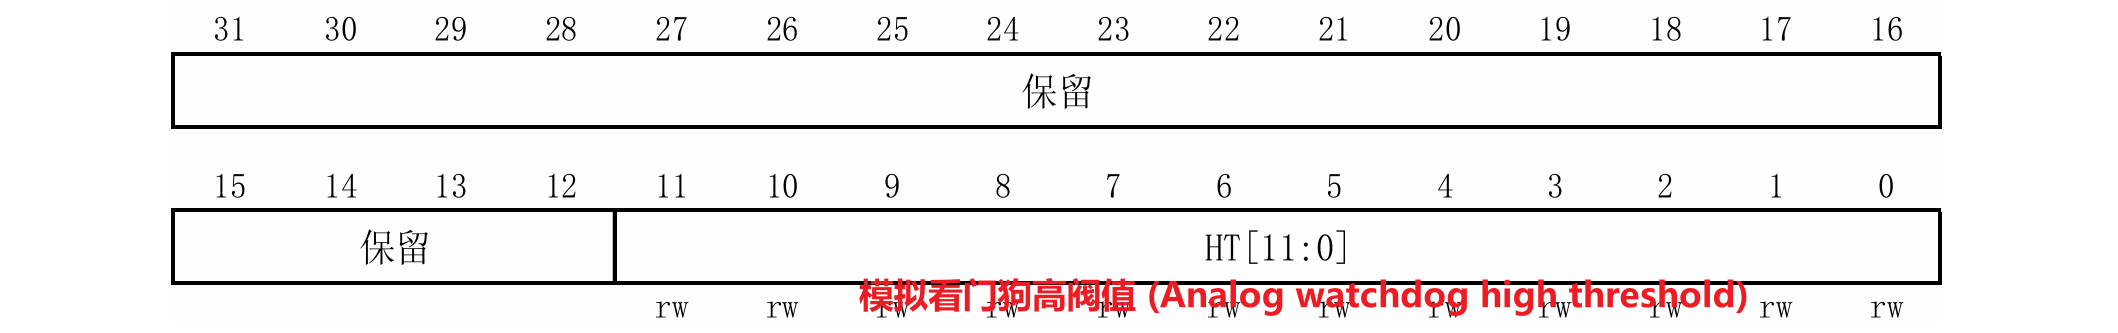 31 30 29 28 27 26 25 24 23 22 21 20 19 18 17 16
保留
15 14 13 12 11 10 9 8 7 6 5 4 3 2 1 0
保留 HT[11:0]
模拟看门狗高阀值 (Analog watchdog high threshold)
rw rw rw rw rw rw rw rw rw rw rw rw